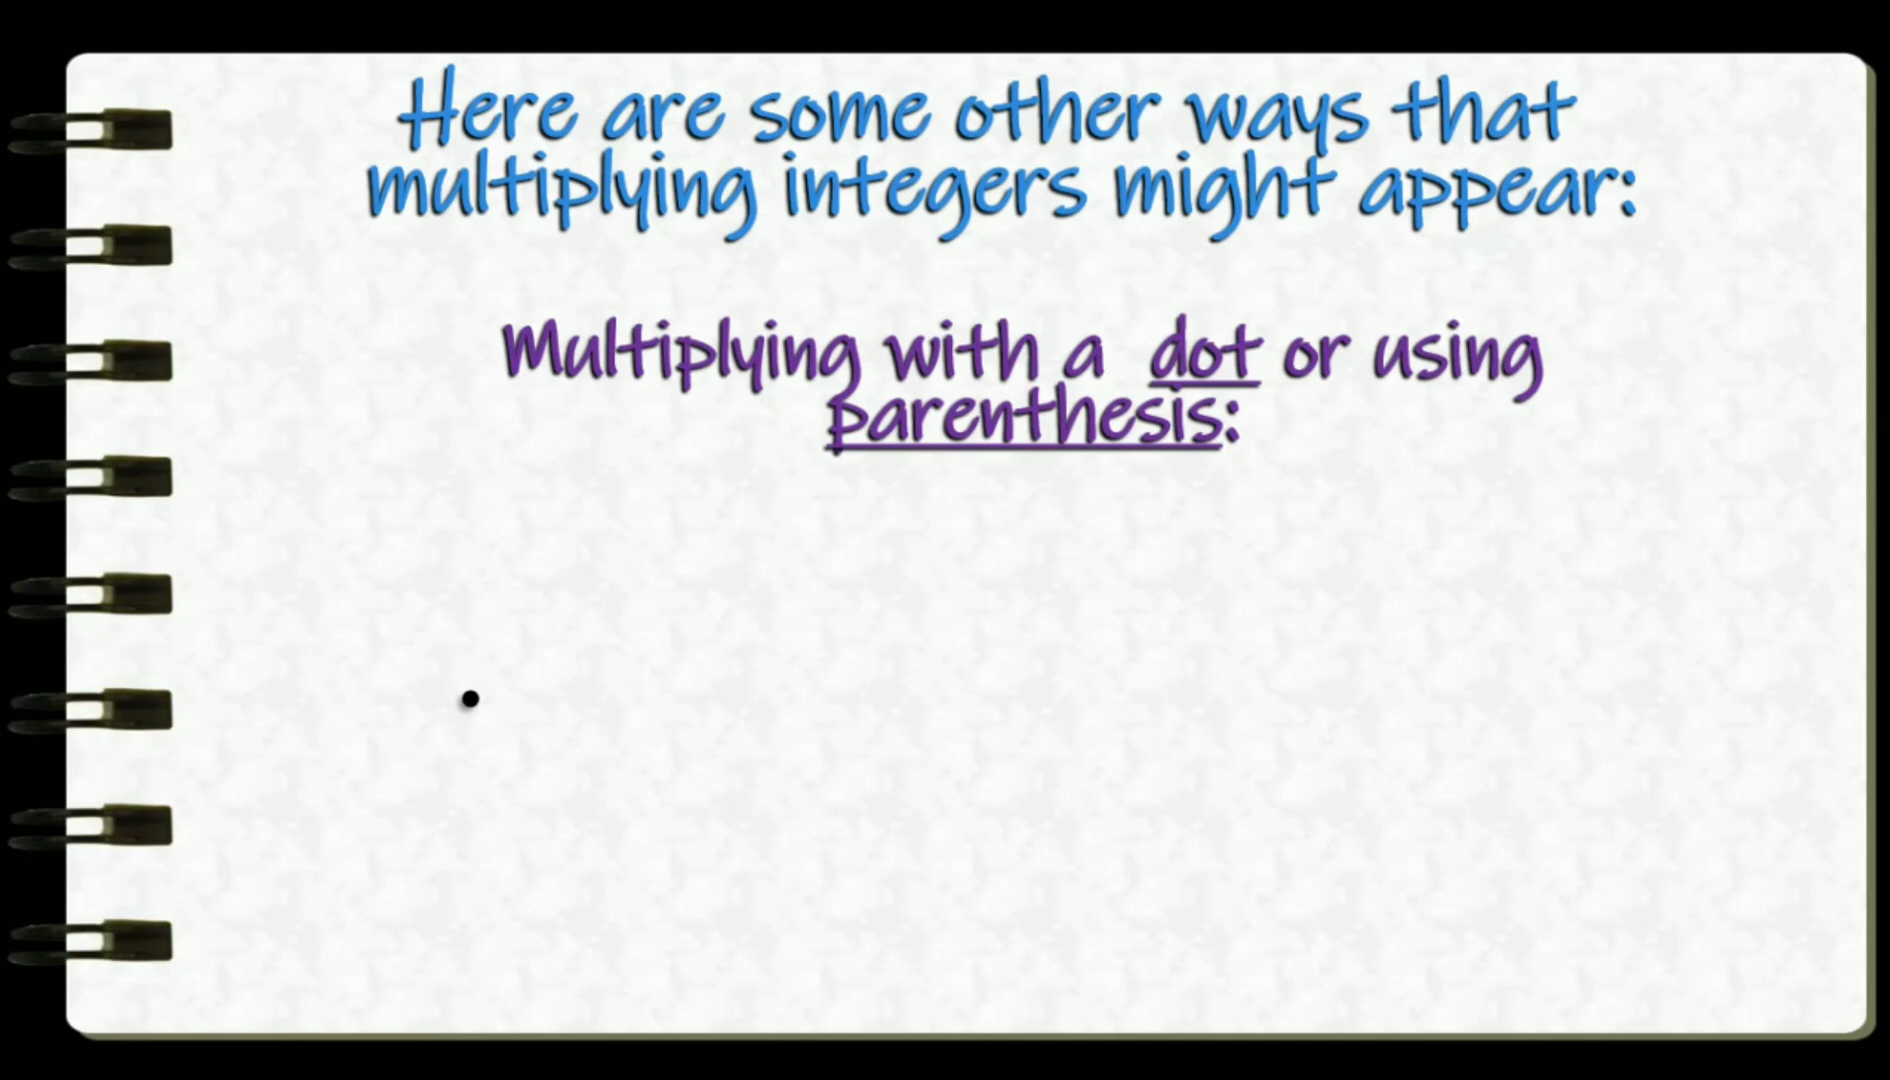 Here are some other ways that
multiplying integers might appear:
Multiplying with a dot or using
parenthesis:
•